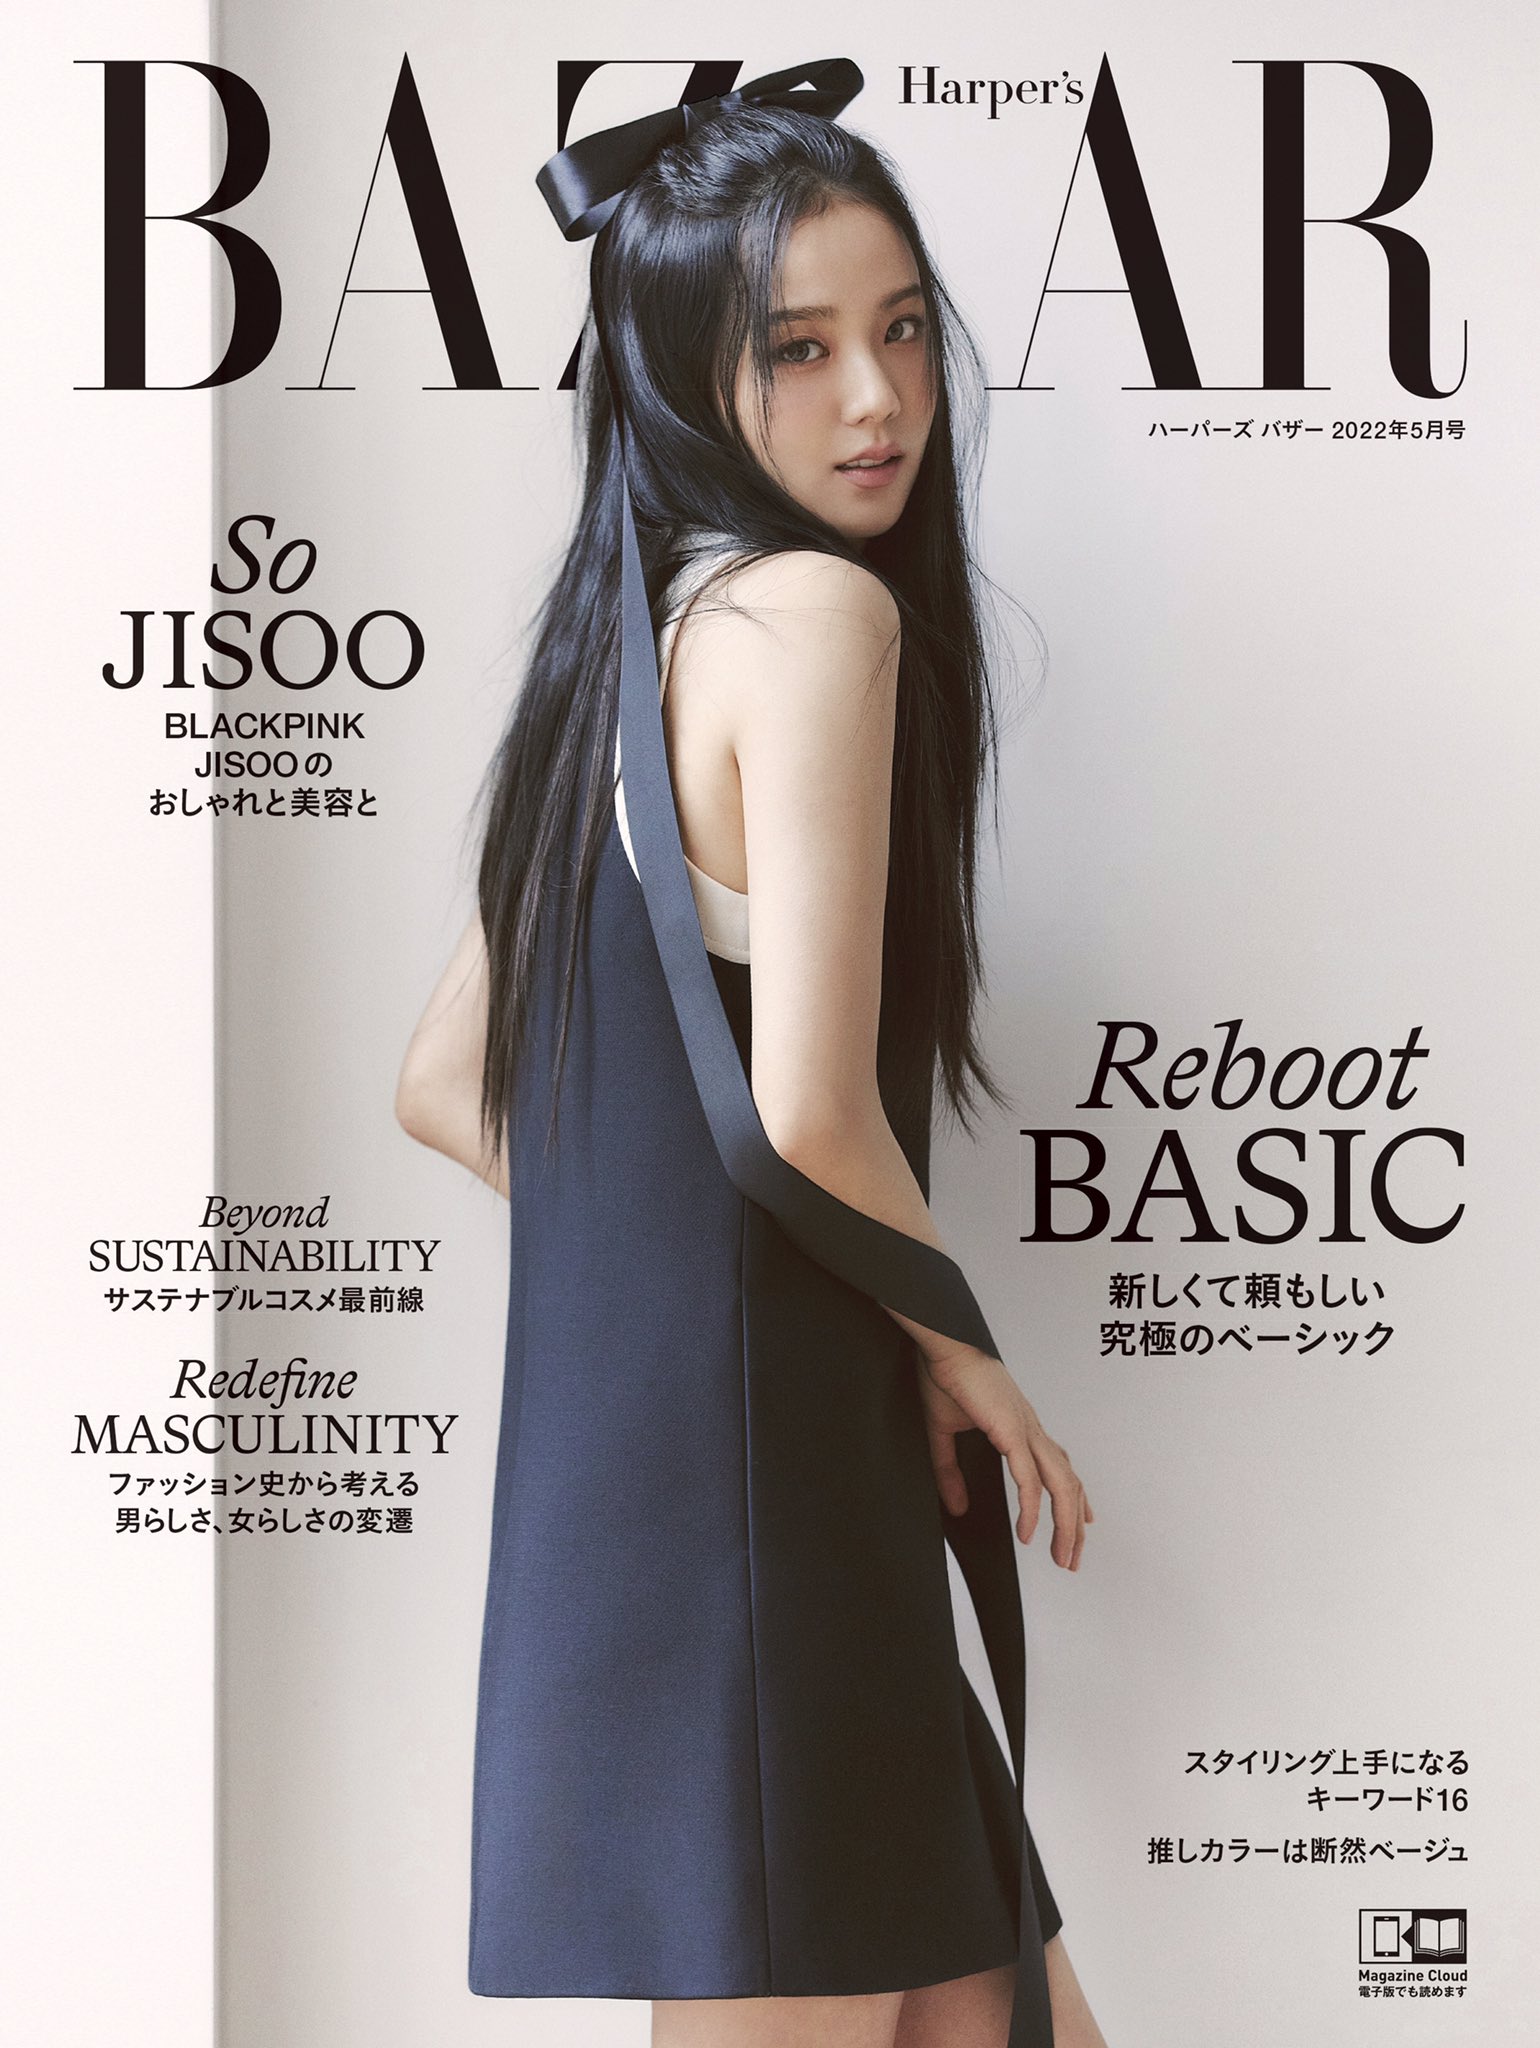 Harper's
BAZAAR
ハーパーズ バザー 2022年5月号
So
JISOO
BLACKPINK
JISOOの
おしゃれと美容と
Reboot
BASIC
新しくて頼もしい
究極のベーシック
Beyond
SUSTAINABILITY
サステナブルコスメ最前線
Redefine
MASCULINITY
ファッション史から考える
男らしさ、女らしさの変遷
スタイリング上手になる
キーワード16
推しカラーは断然ベージュ
Magazine Cloud
電子版でも読めます